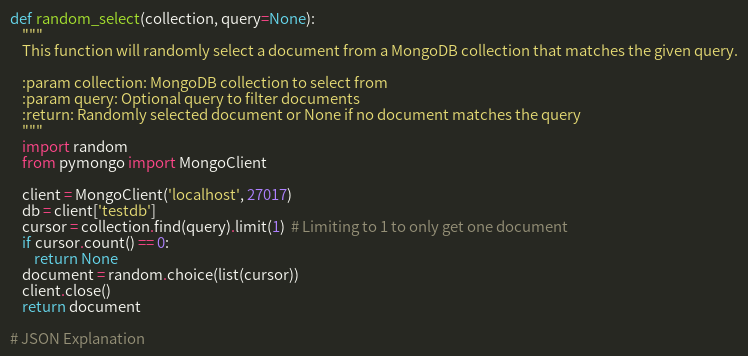 def random_select(collection, query=None):
"""
This function will randomly select a document from a MongoDB collection that matches the given query.
:param collection: MongoDB collection to select from
:param query: Optional query to filter documents
:return: Randomly selected document or None if no document matches the query
"""
import random
from pymongo import MongoClient
client = MongoClient('localhost', 27017)
db = client['testdb']
cursor = collection.find(query).limit(1)  # Limiting to 1 to only get one document
if cursor.count() == 0:
return None
document = random.choice(list(cursor))
client.close()
return document
# JSON Explanation